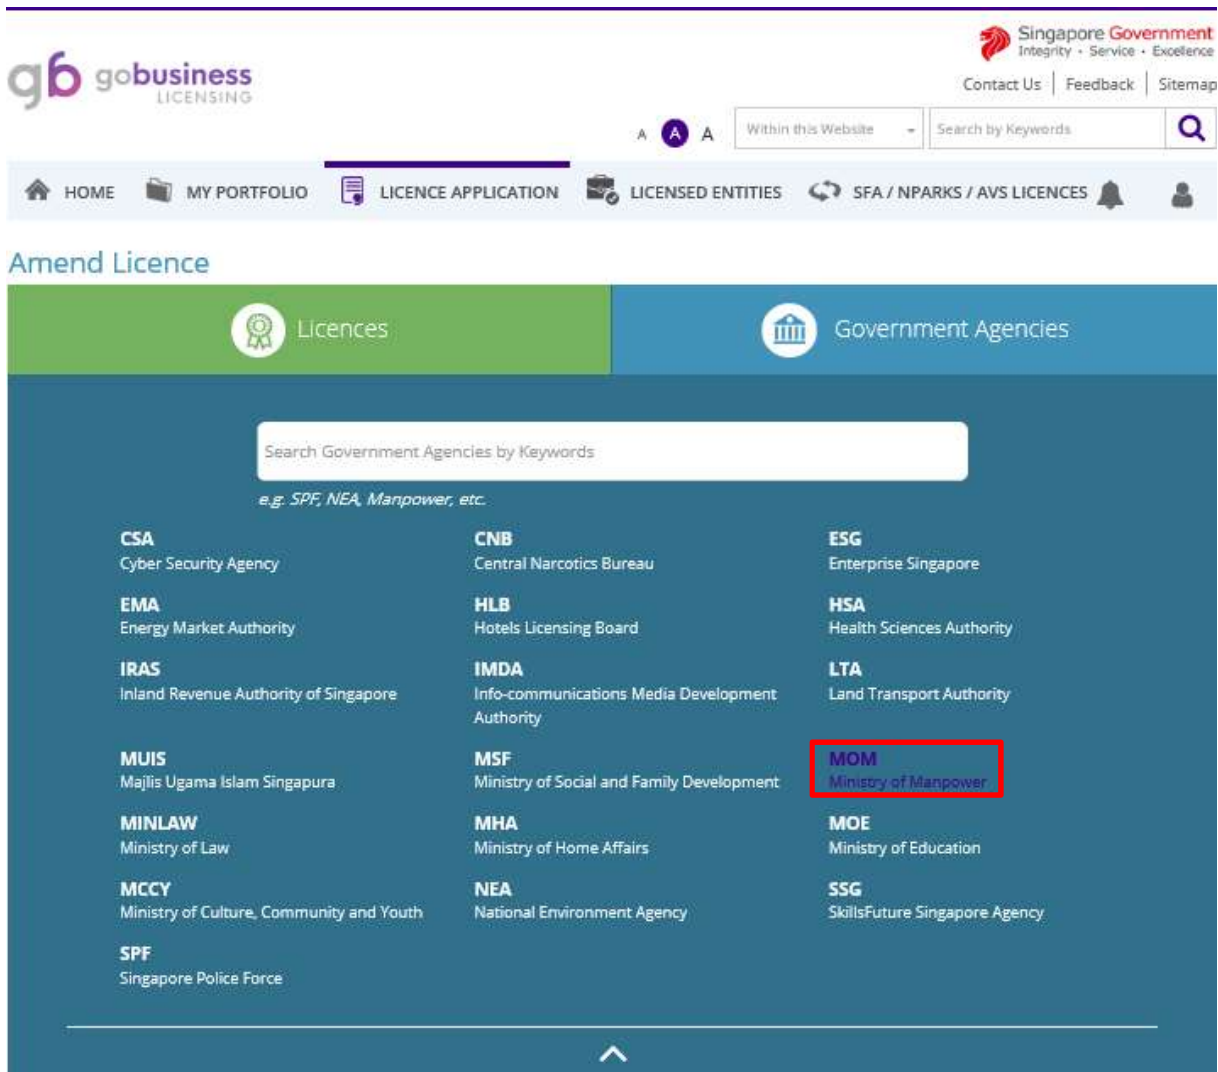 Singapore Government
Integrity · Service · Excellence
gb gobusiness
LICENSING
Contact Us | Feedback | Sitemap
A A A Within this Website Search by Keywords
HOME MY PORTFOLIO LICENCE APPLICATION LICENSED ENTITIES SFA / NPARKS / AVS LICENCES
Amend Licence
Licences Government Agencies
Search Government Agencies by Keywords
e.g. SPF, NEA, Manpower, etc.
CSA CNB ESG
Cyber Security Agency Central Narcotics Bureau Enterprise Singapore
EMA HLB HSA
Energy Market Authority Hotels Licensing Board Health Sciences Authority
IRAS IMDA LTA
Inland Revenue Authority of Singapore Info-communications Media Development Land Transport Authority
Authority
MUIS MSF MOM
Majlis Ugama Islam Singapura Ministry of Social and Family Development Ministry of Manpower
MINLAW MHA MOE
Ministry of Law Ministry of Home Affairs Ministry of Education
MCCY NEA SSG
Ministry of Culture, Community and Youth National Environment Agency SkillsFuture Singapore Agency
SPF
Singapore Police Force